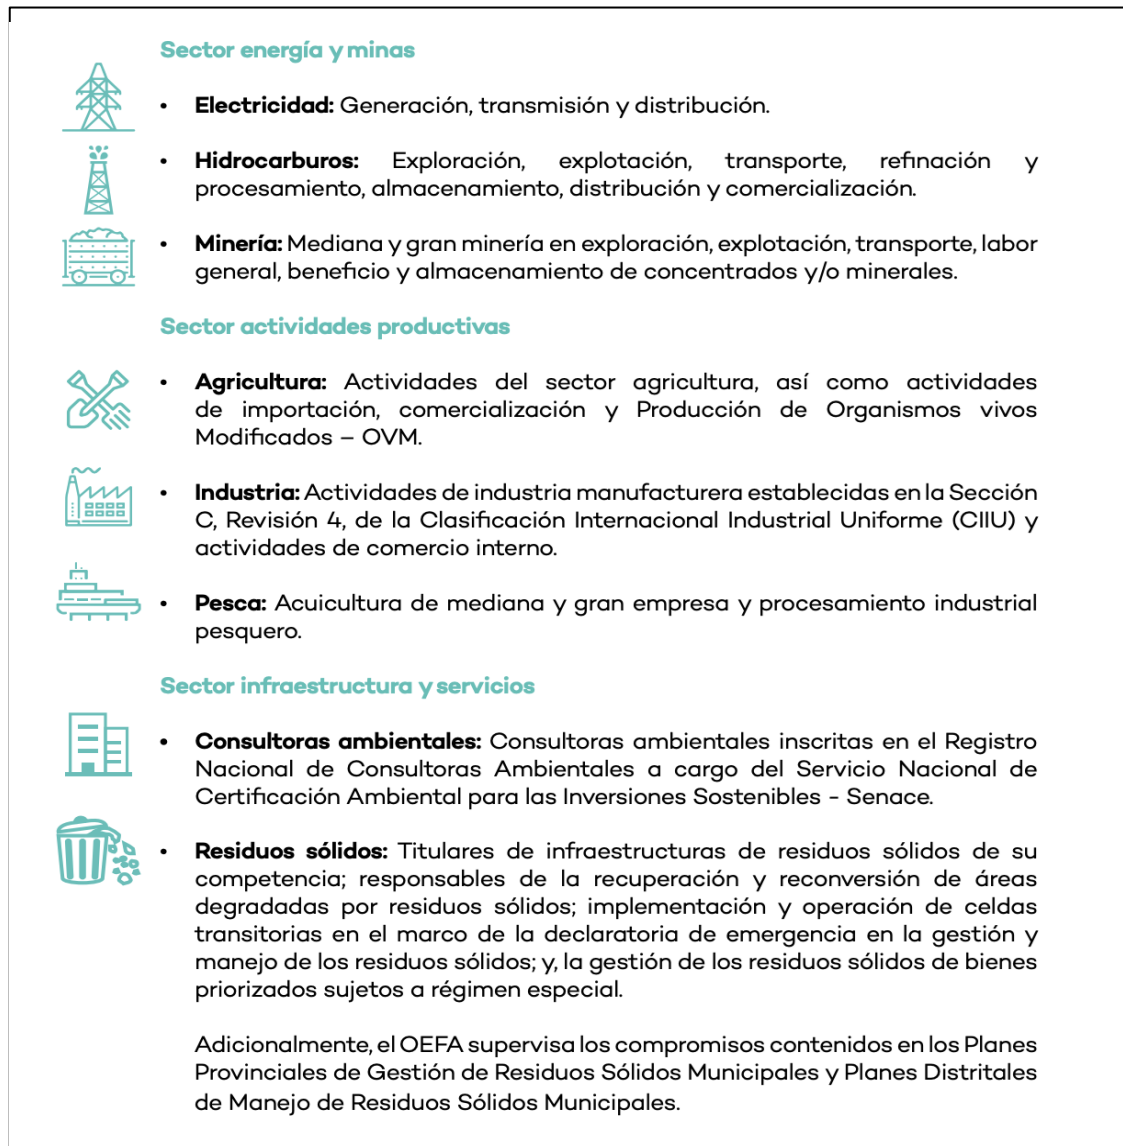 Sector energía y minas
• Electricidad: Generación, transmisión y distribución.
• Hidrocarburos: Exploración, explotación, transporte, refinación y
procesamiento, almacenamiento, distribución y comercialización.
• Minería: Mediana y gran minería en exploración, explotación, transporte, labor
general, beneficio y almacenamiento de concentrados y/o minerales.
Sector actividades productivas
• Agricultura: Actividades del sector agricultura, así como actividades
de importación, comercialización y Producción de Organismos vivos
Modificados – OVM.
• Industria: Actividades de industria manufacturera establecidas en la Sección
C, Revisión 4, de la Clasificación Internacional Industrial Uniforme (CIIU) y
actividades de comercio interno.
• Pesca: Acuicultura de mediana y gran empresa y procesamiento industrial
pesquero.
Sector infraestructura y servicios
• Consultoras ambientales: Consultoras ambientales inscritas en el Registro
Nacional de Consultoras Ambientales a cargo del Servicio Nacional de
Certificación Ambiental para las Inversiones Sostenibles - Senace.
• Residuos sólidos: Titulares de infraestructuras de residuos sólidos de su
competencia; responsables de la recuperación y reconversión de áreas
degradadas por residuos sólidos; implementación y operación de celdas
transitorias en el marco de la declaratoria de emergencia en la gestión y
manejo de los residuos sólidos; y, la gestión de los residuos sólidos de bienes
priorizados sujetos a régimen especial.
Adicionalmente, el OEFA supervisa los compromisos contenidos en los Planes
Provinciales de Gestión de Residuos Sólidos Municipales y Planes Distritales
de Manejo de Residuos Sólidos Municipales.